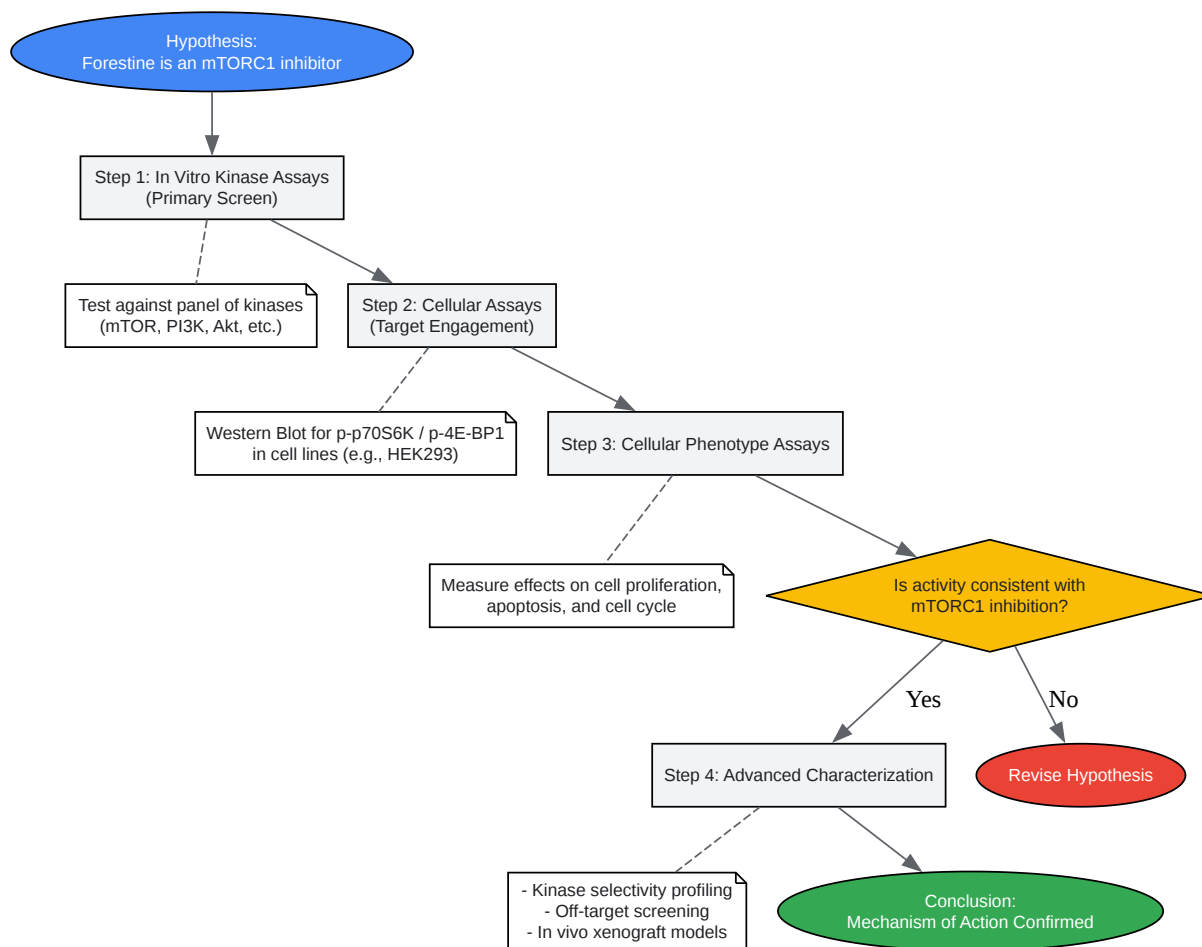 Hypothesis:
Forestine is an mTORC1 inhibitor
Step 1: In Vitro Kinase Assays
(Primary Screen)
Test against panel of kinases
(mTOR, PI3K, Akt, etc.)
Step 2: Cellular Assays
(Target Engagement)
Western Blot for p-p70S6K / p-4E-BP1
in cell lines (e.g., HEK293)
Step 3: Cellular Phenotype Assays
Measure effects on cell proliferation,
apoptosis, and cell cycle
Is activity consistent with
mTORC1 inhibition?
Yes
No
Step 4: Advanced Characterization
Revise Hypothesis
- Kinase selectivity profiling
- Off-target screening
- In vivo xenograft models
Conclusion:
Mechanism of Action Confirmed